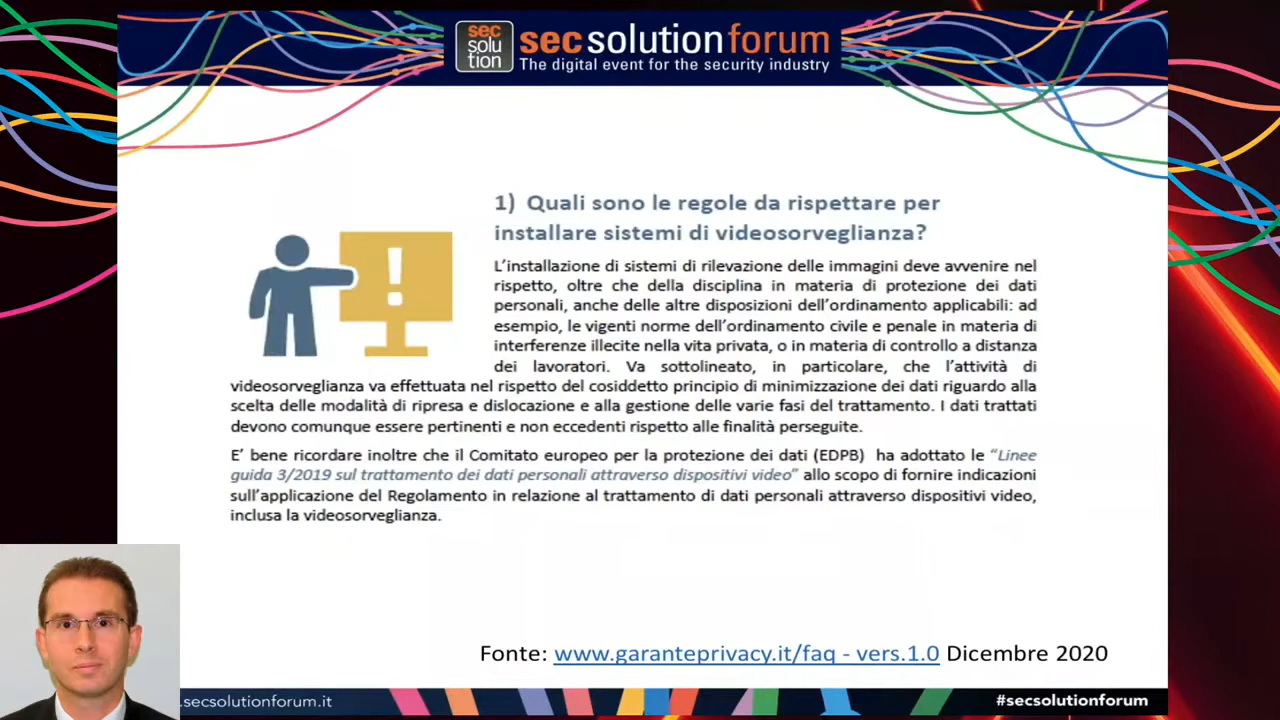 sec
solu
tion
secsolutionforum
The digital event for the security industry
1) Quali sono le regole da rispettare per
installare sistemi di videosorveglianza?
L'installazione di sistemi di rilevazione delle immagini deve avvenire nel
rispetto, oltre che della disciplina in materia di protezione dei dati
personali, anche delle altre disposizioni dell'ordinamento applicabili: ad
esempio, le vigenti norme dell'ordinamento civile e penale in materia di
interferenze illecite nella vita privata, o in materia di controllo a distanza
dei lavoratori. Va sottolineato, in particolare, che l'attività di
videosorveglianza va effettuata nel rispetto del cosiddetto principio di minimizzazione dei dati riguardo alla
scelta delle modalità di ripresa e dislocazione e alla gestione delle varie fasi del trattamento. I dati trattati
devono comunque essere pertinenti e non eccedenti rispetto alle finalità perseguite.
E' bene ricordare inoltre che il Comitato europeo per la protezione dei dati (EDPB) ha adottato le "Linee
guida 3/2019 sul trattamento dei dati personali attraverso dispositivi video" allo scopo di fornire indicazioni
sull'applicazione del Regolamento in relazione al trattamento di dati personali attraverso dispositivi video,
inclusa la videosorveglianza.
Fonte: www.garanteprivacy.it/faq - vers.1.0 Dicembre 2020
.secsolutionforum.it
#secsolutionforum